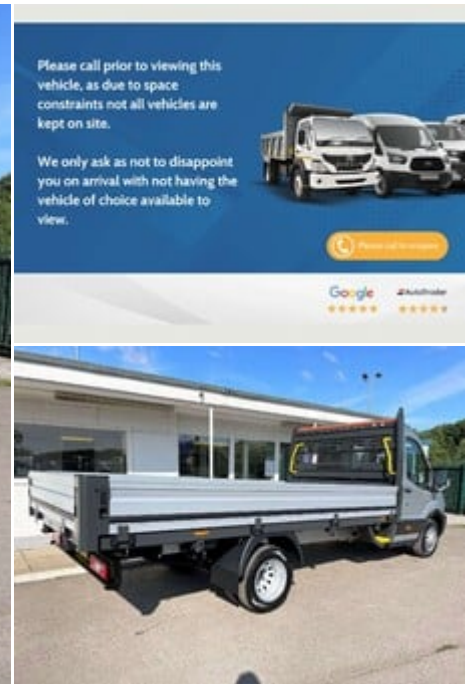 Please call prior to viewing this
vehicle, as due to space
constraints not all vehicles are
kept on site.
We only ask as not to disappoint
you on arrival with not having the
vehicle of choice available to
view.
Please call to enquire
Google
AutoTrader